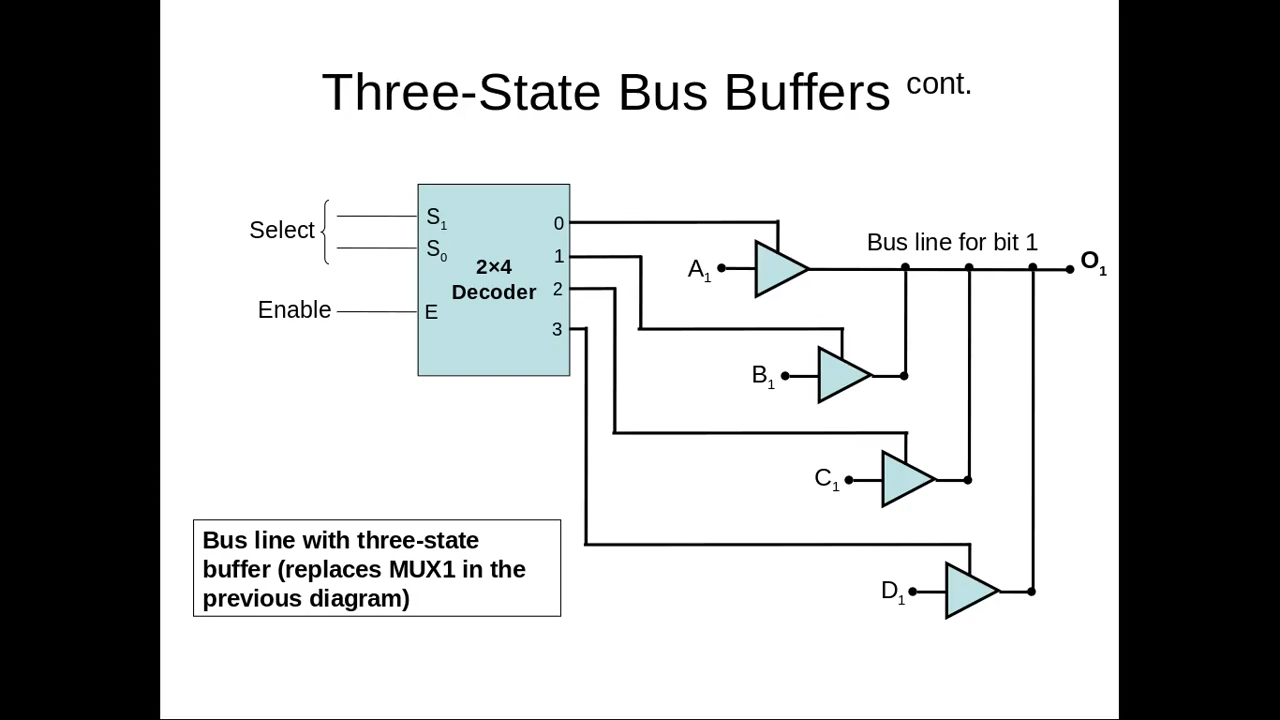 Three-State Bus Buffers cont.
Select
S1
S0
Enable
E
2×4
Decoder
0
1
2
3
A1
Bus line for bit 1
O1
B1
C1
D1
Bus line with three-state
buffer (replaces MUX1 in the
previous diagram)